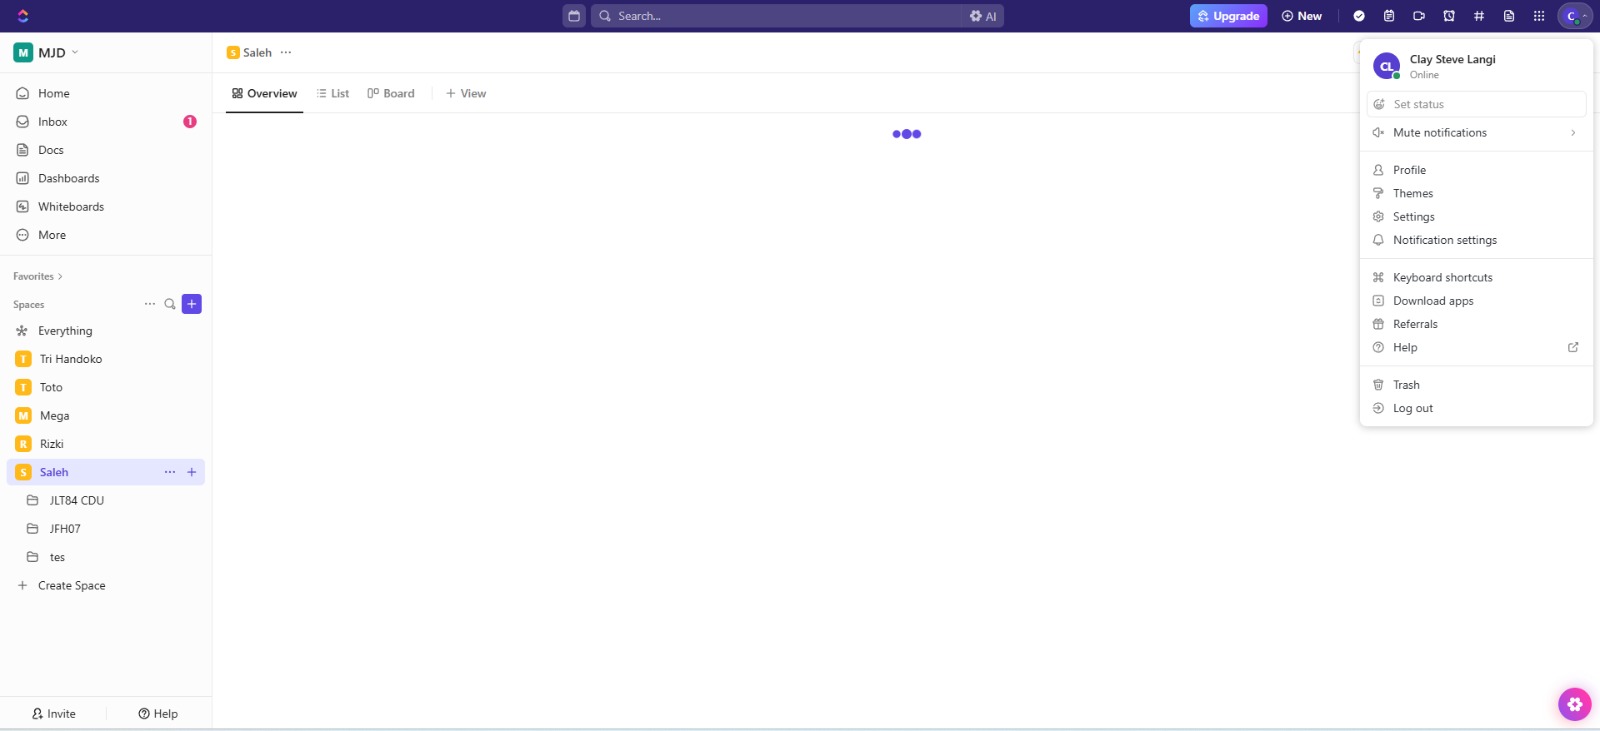 Search...
AI
Upgrade
New
C
M MJD
S Saleh
Clay Steve Langi
CL
Online
Home
Overview
List
Board
View
Set status
Inbox
1
Mute notifications
Docs
Profile
Dashboards
Themes
Whiteboards
Settings
More
Notification settings
Favorites
Keyboard shortcuts
Spaces
Download apps
Everything
Referrals
T Tri Handoko
Help
T Toto
Trash
M Mega
Log out
R Rizki
S Saleh
JLT84 CDU
JFH07
tes
Create Space
Invite
Help